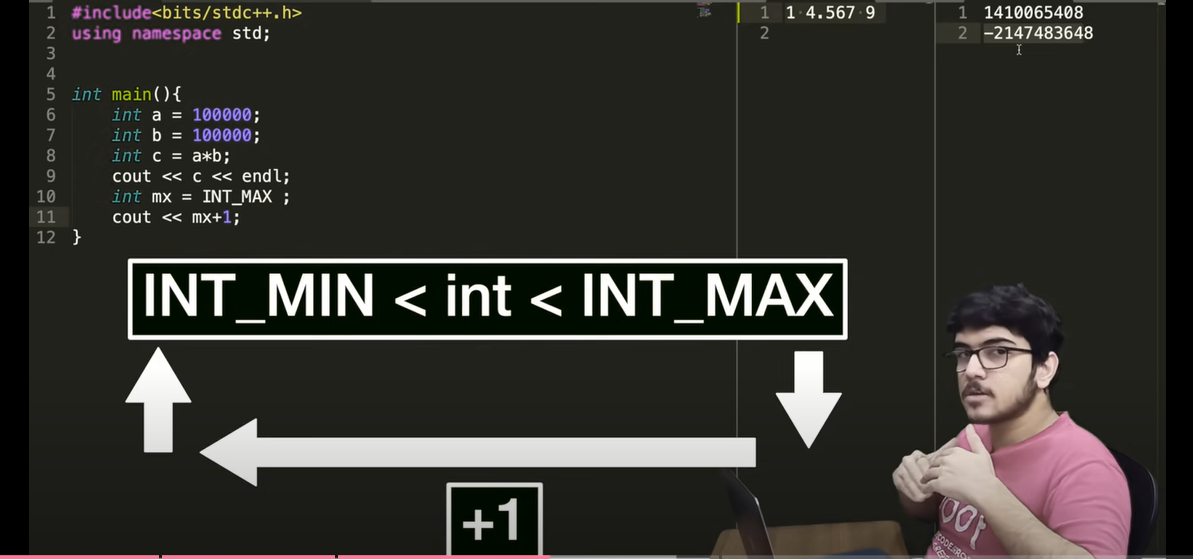 1 #include<bits/stdc++.h>
2 using namespace std;
3
4
5 int main(){
6 int a = 100000;
7 int b = 100000;
8 int c = a*b;
9 cout << c << endl;
10 int mx = INT_MAX ;
11 cout << mx+1;
12 }
1 1 4.567 9
2
1 1410065408
2 -2147483648
INT_MIN < int < INT_MAX
+1